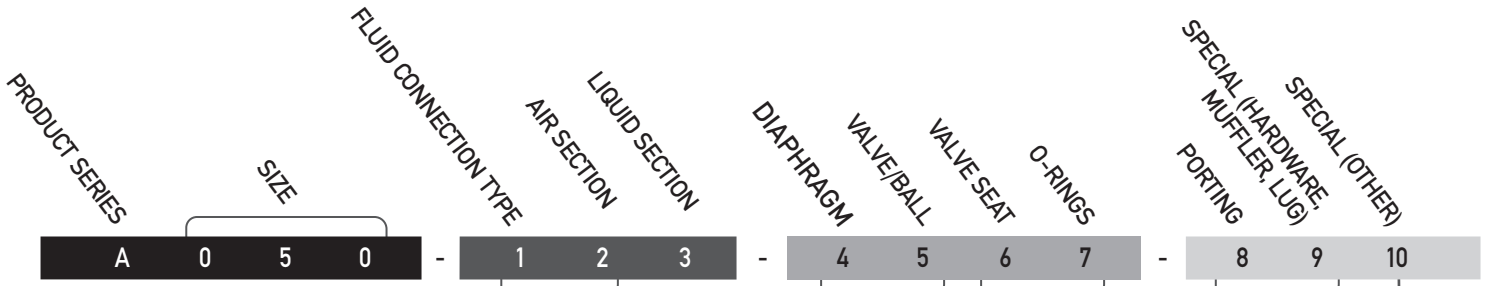 PRODUCT SERIES
SIZE
FLUID CONNECTION TYPE
AIR SECTION
LIQUID SECTION
DIAPHRAGM
VALVE/BALL
VALVE SEAT
O-RINGS
PORTING
SPECIAL (HARDWARE,
MUFFLER, LUG)
SPECIAL (OTHER)
A 0 5 0 - 1 2 3 - 4 5 6 7 - 8 9 10